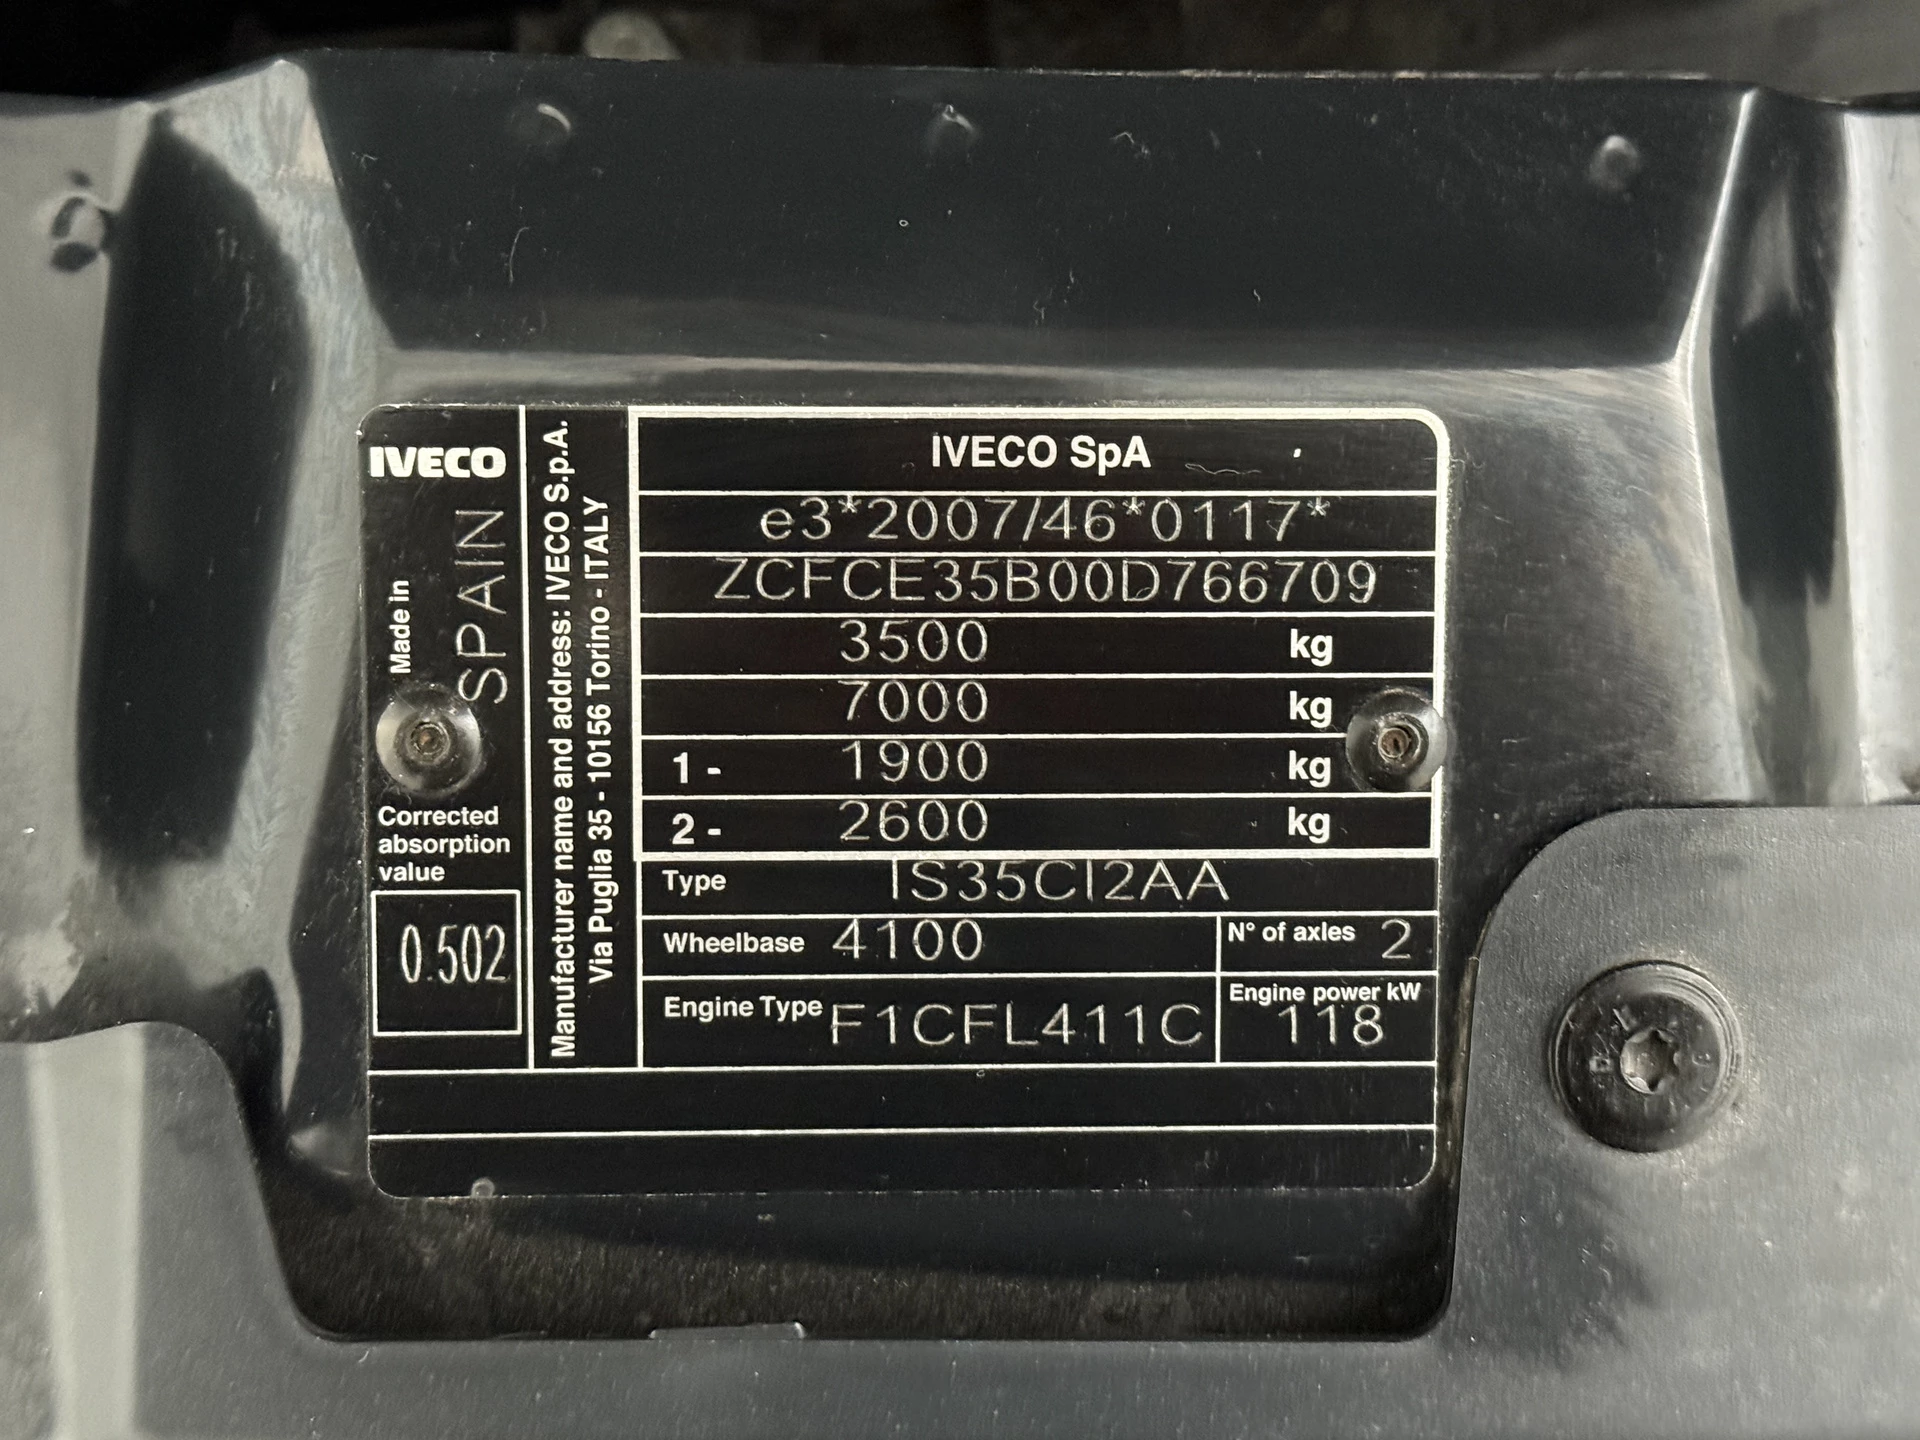 IVECO
Made in
SPAIN
Corrected
absorption
value
0.502
Manufacturer name and address: IVECO S.p.A.
Via Puglia 35 - 10156 Torino - ITALY
IVECO SpA
e3*2007/46*0117*
ZCFCE35B00D766709
3500 kg
7000 kg
1 - 1900 kg
2 - 2600 kg
Type IS35CI2AA
Wheelbase 4100 N° of axles 2
Engine Type F1CFL411C Engine power kW
118